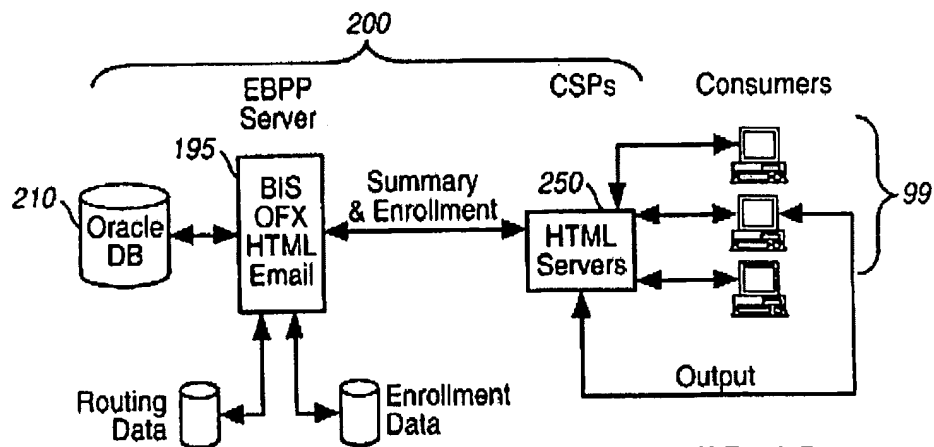 200
EBPP
Server
CSPs
Consumers
195
210
Oracle
DB
BIS
OFX
HTML
Email
Summary
& Enrollment
250
HTML
Servers
99
Output
Routing
Data
Enrollment
Data